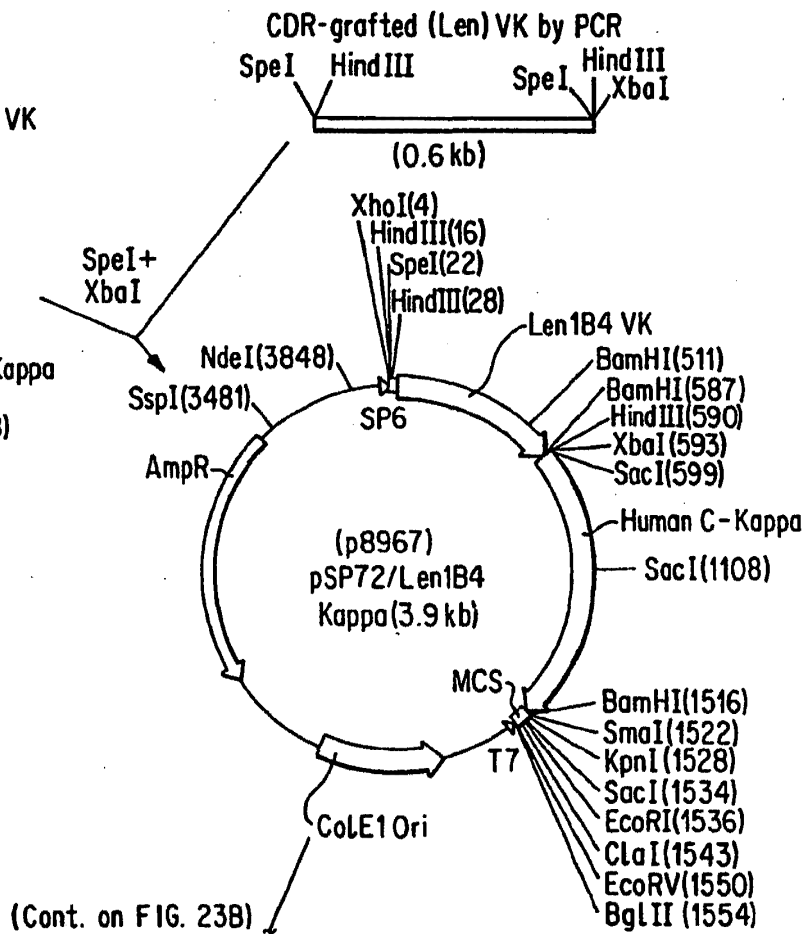 CDR-grafted (Len) VK by PCR
SpeI HindIII
SpeI HindIII
XbaI
VK
(0.6 kb)
XhoI(4)
HindIII(16)
SpeI(22)
HindIII(28)
SpeI+
XbaI
Len1B4 VK
Kappa
NdeI(3848)
SspI(3481)
SP6
BamHI(511)
BamHI(587)
HindIII(590)
XbaI(593)
SacI(599)
AmpR
Human C-Kappa
(p8967)
pSP72/Len1B4
Kappa(3.9 kb)
SacI(1108)
MCS
T7
BamHI(1516)
SmaI(1522)
KpnI(1528)
SacI(1534)
EcoRI(1536)
ClaI(1543)
EcoRV(1550)
BglII (1554)
ColE1 Ori
(Cont. on FIG. 23B)